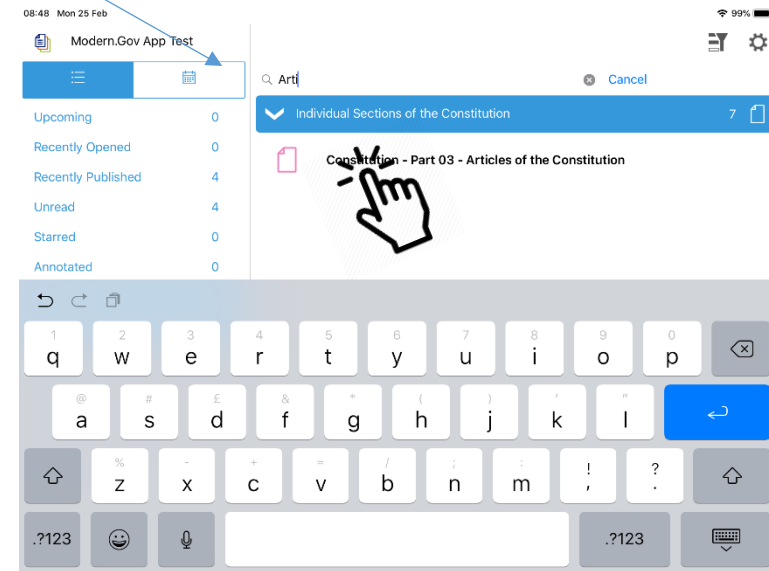 08:48 Mon 25 Feb
99%
Modern.Gov App Test
Arti
Cancel
Individual Sections of the Constitution 7
Constitution - Part 03 - Articles of the Constitution
Upcoming 0
Recently Opened 0
Recently Published 4
Unread 4
Starred 0
Annotated 0
1 2 3 4 5 6 7 8 9 0
q w e r t y u i o p
@ # £ & * ( ) ' "
a s d f g h j k l
% - + = / ; : ! ?
z x c v b n m , .
.?123 .?123